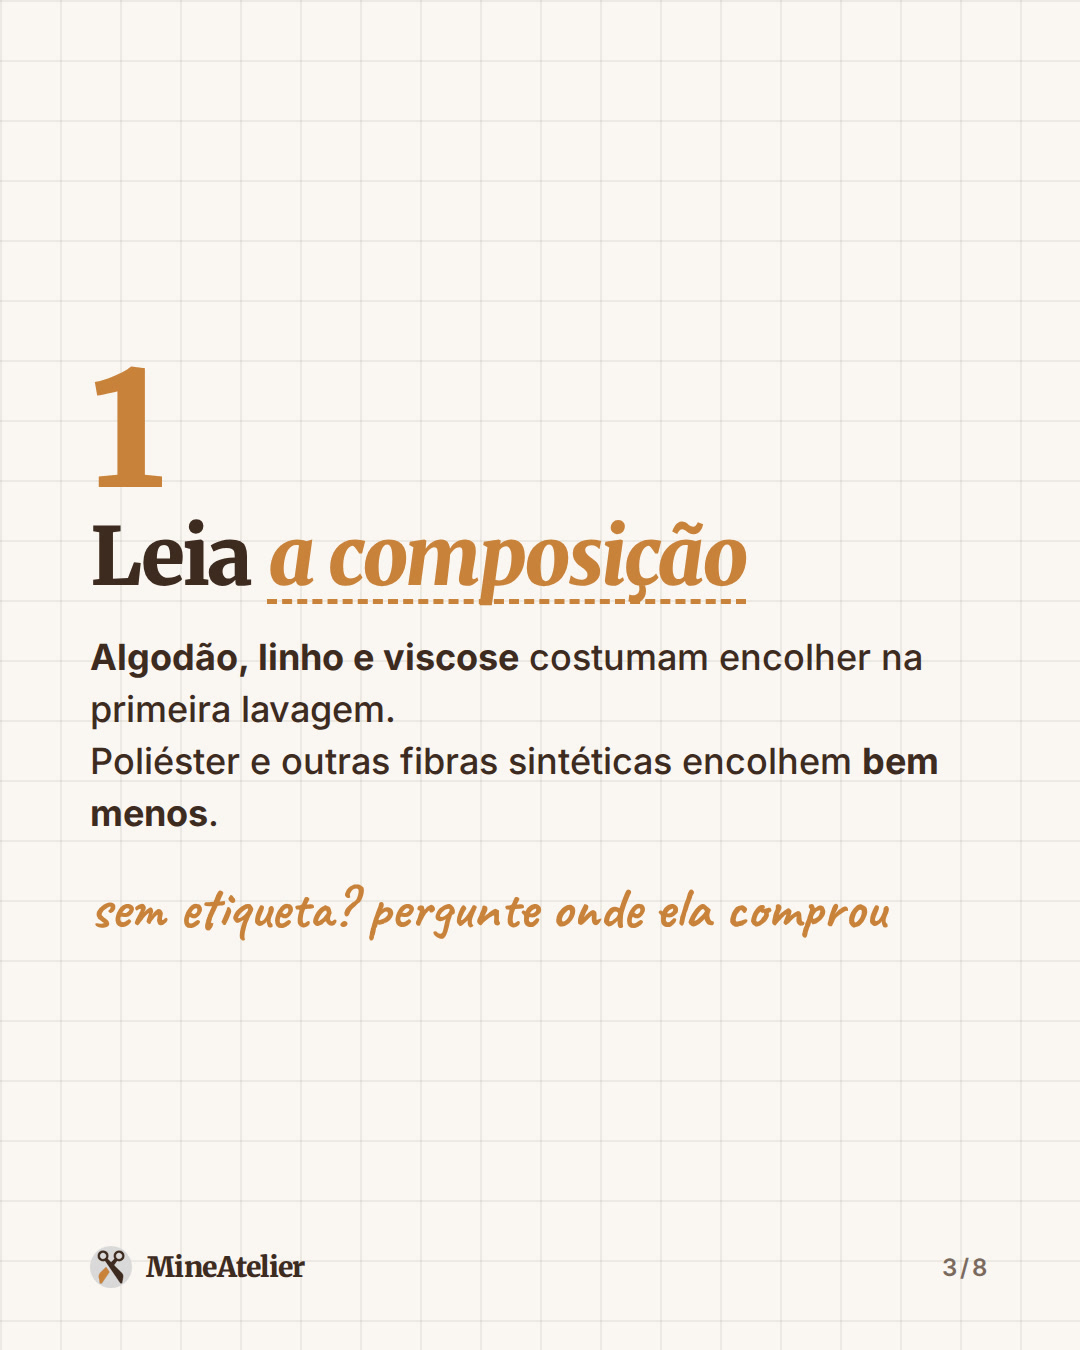 1
Leia a composição
Algodão, linho e viscose costumam encolher na
primeira lavagem.
Poliéster e outras fibras sintéticas encolhem bem
menos.
sem etiqueta? pergunte onde ela comprou
MineAtelier
3/8